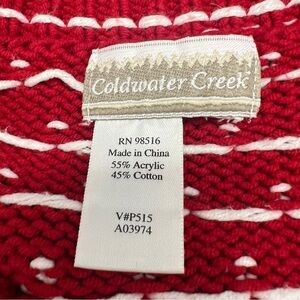 Coldwater Creek
RN 98516
Made in China
55% Acrylic
45% Cotton
V#P515
A03974